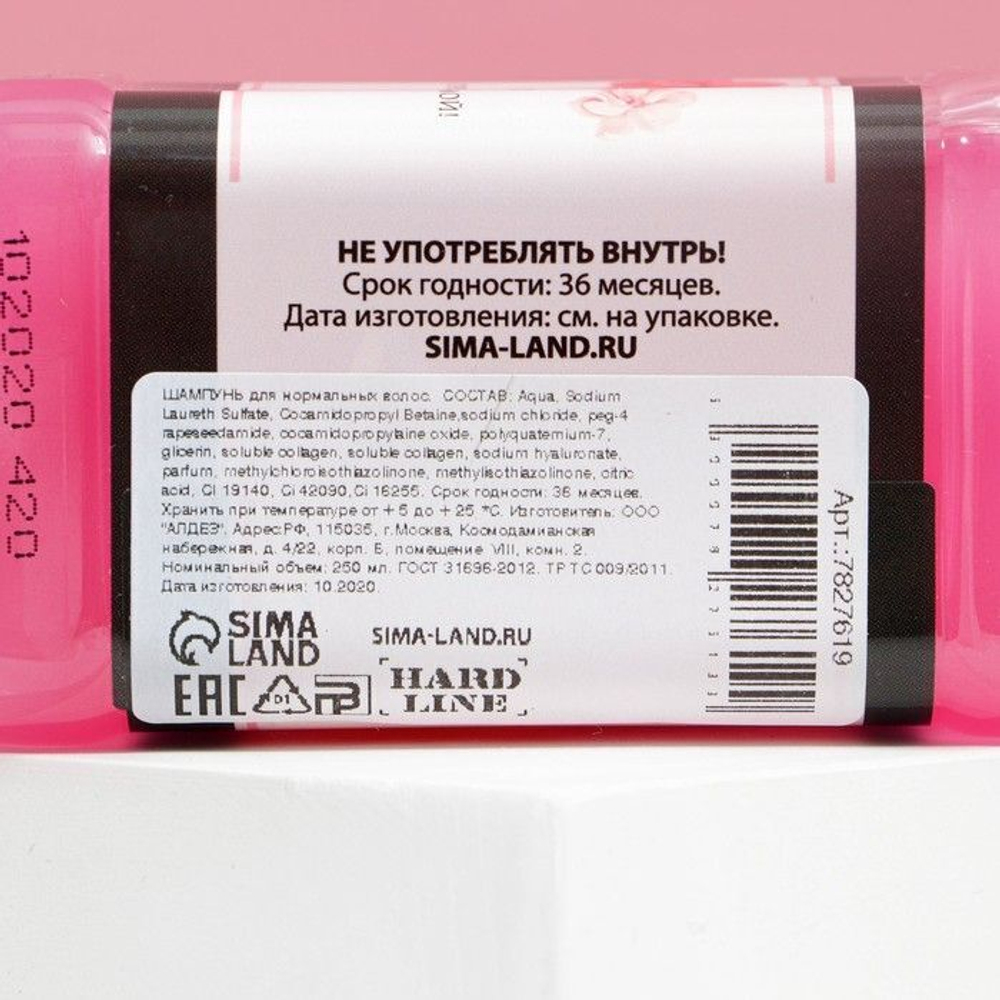 ОЙ!
НЕ УПОТРЕБЛЯТЬ ВНУТРЬ!
Срок годности: 36 месяцев.
Дата изготовления: см. на упаковке.
SIMA-LAND.RU
ШАМПУНЬ для нормальных волос. СОСТАВ: Aqua, Sodium
Laureth Sulfate, Cocamidopropyl Betaine,sodium chloride, peg-4
rapeseedamide, cocamidopropylaine oxide, polyquaternium-7,
glicerin, soluble collagen, soluble collagen, sodium hyaluronate,
parfum, methylchloroisothiazolinone, methylisothiazolinone, citric
acid, CI 19140, Ci 42090,Ci 16255. Срок годности: 36 месяцев.
Хранить при температуре от +5 до +25 °C. Изготовитель: ООО
"АЛДЕЗ". Адрес:РФ, 115035, г.Москва, Космодамианская
набережная, д. 4/22, корп. Б, помещение VIII, комн. 2.
Номинальный объем: 250 мл. ГОСТ 31696-2012. ТР ТС 009/2011.
Дата изготовления: 10.2020.
SIMA
LAND
SIMA-LAND.RU
EAC
HARD
LINE
Арт.:7827619
102020 420